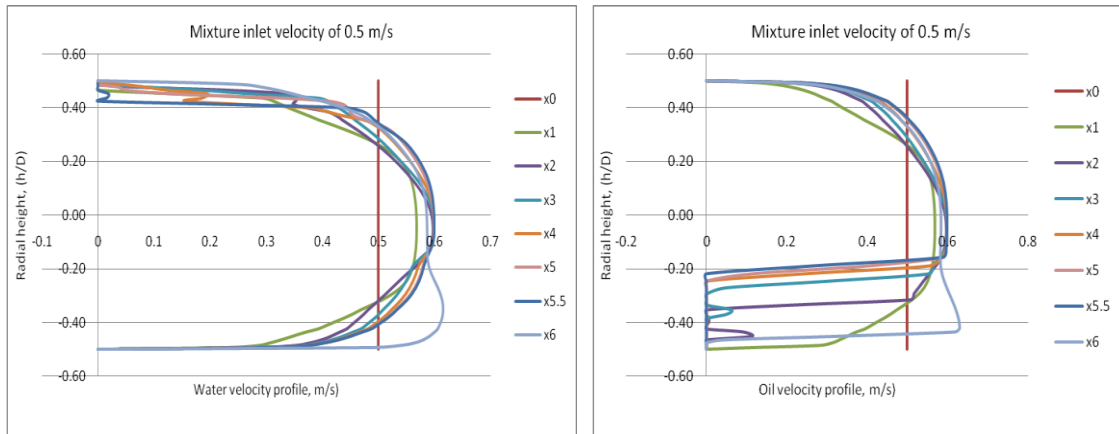 Mixture inlet velocity of 0.5 m/s
0.60
0.40
0.20
0.00
-0.20
-0.40
-0.60
-0.1
0
0.1
0.2
0.3
0.4
0.5
0.6
0.7
Radial height, (h/D)
Water velocity profile, m/s)
x0
x1
x2
x3
x4
x5
x5.5
x6
Mixture inlet velocity of 0.5 m/s
0.60
0.40
0.20
0.00
-0.20
-0.40
-0.60
-0.2
0
0.2
0.4
0.6
0.8
Radial height, (h/D)
Oil velocity profile, m/s)
x0
x1
x2
x3
x4
x5
x5.5
x6